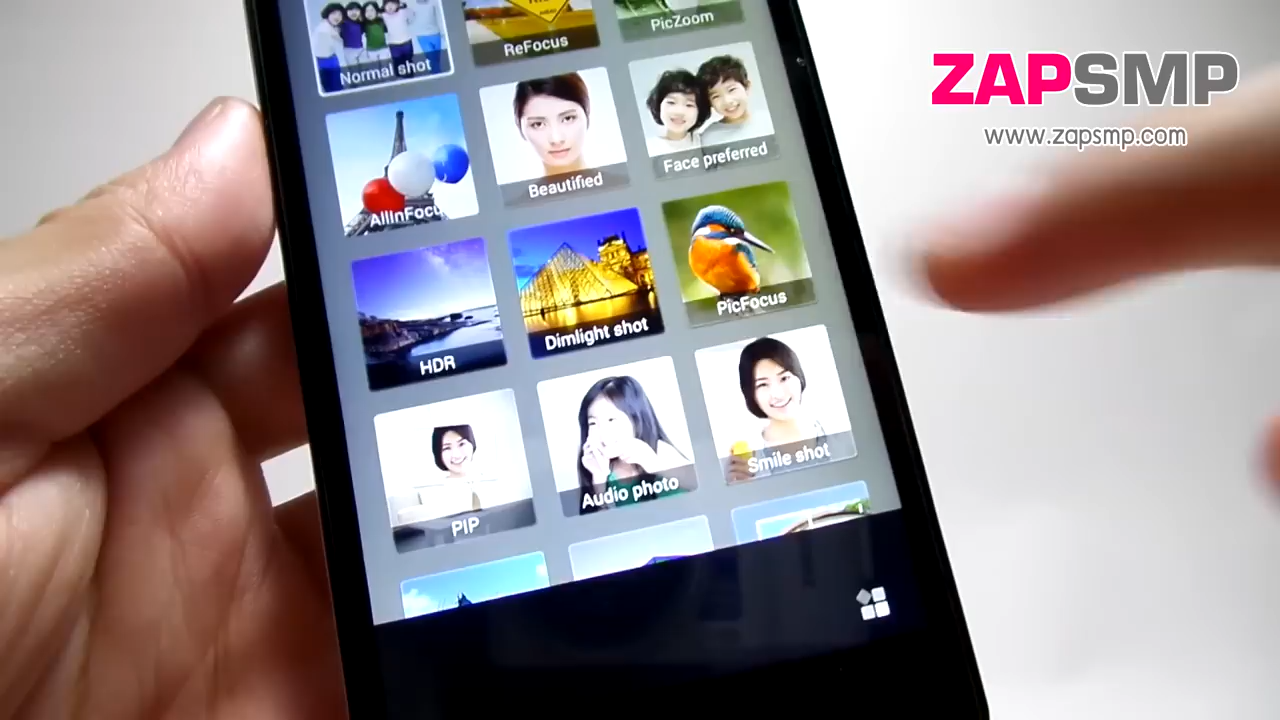 ZAPSMP
www.zapsmp.com
Normal shot
ReFocus
PicZoom
AllInFocu
Beautified
Face preferred
HDR
Dimlight shot
PicFocus
PIP
Audio photo
Smile shot